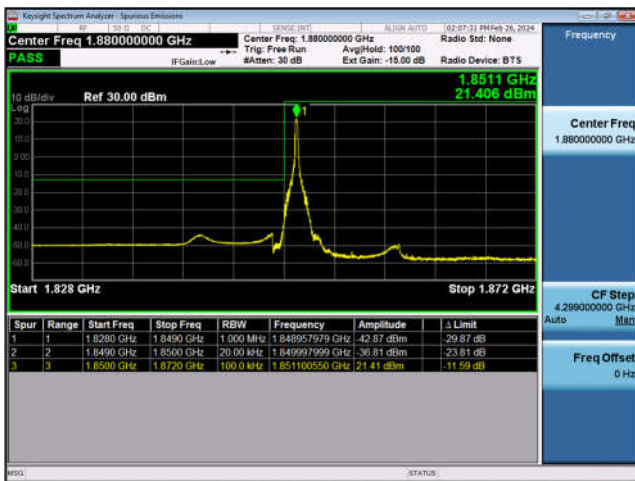 Keysight Spectrum Analyzer - Spurious Emissions
RF 50 Ω DC SENSE:INT ALIGN AUTO 02:07:31 PM Feb 26, 2024
Center Freq 1.880000000 GHz
Center Freq: 1.880000000 GHz Radio Std: None
Trig: Free Run Avg|Hold: 100/100
PASS IFGain:Low #Atten: 30 dB Ext Gain: -15.00 dB Radio Device: BTS
1.8511 GHz
10 dB/div Ref 30.00 dBm 21.406 dBm
Log
20.0
10.0
0.00
-10.0
-50.0
-60.0
1
Start 1.828 GHz Stop 1.872 GHz
Spur Range Start Freq Stop Freq RBW Frequency Amplitude Δ Limit
1 1 1.8280 GHz 1.8490 GHz 1.000 MHz 1.848957979 GHz -42.87 dBm -29.87 dB
2 2 1.8490 GHz 1.8500 GHz 20.00 kHz 1.849997999 GHz -36.81 dBm -23.81 dB
3 3 1.8500 GHz 1.8720 GHz 100.0 kHz 1.851100550 GHz 21.41 dBm -11.59 dB
MSG STATUS
Frequency
Center Freq
1.880000000 GHz
CF Step
4.299000000 GHz
Auto Man
Freq Offset
0 Hz